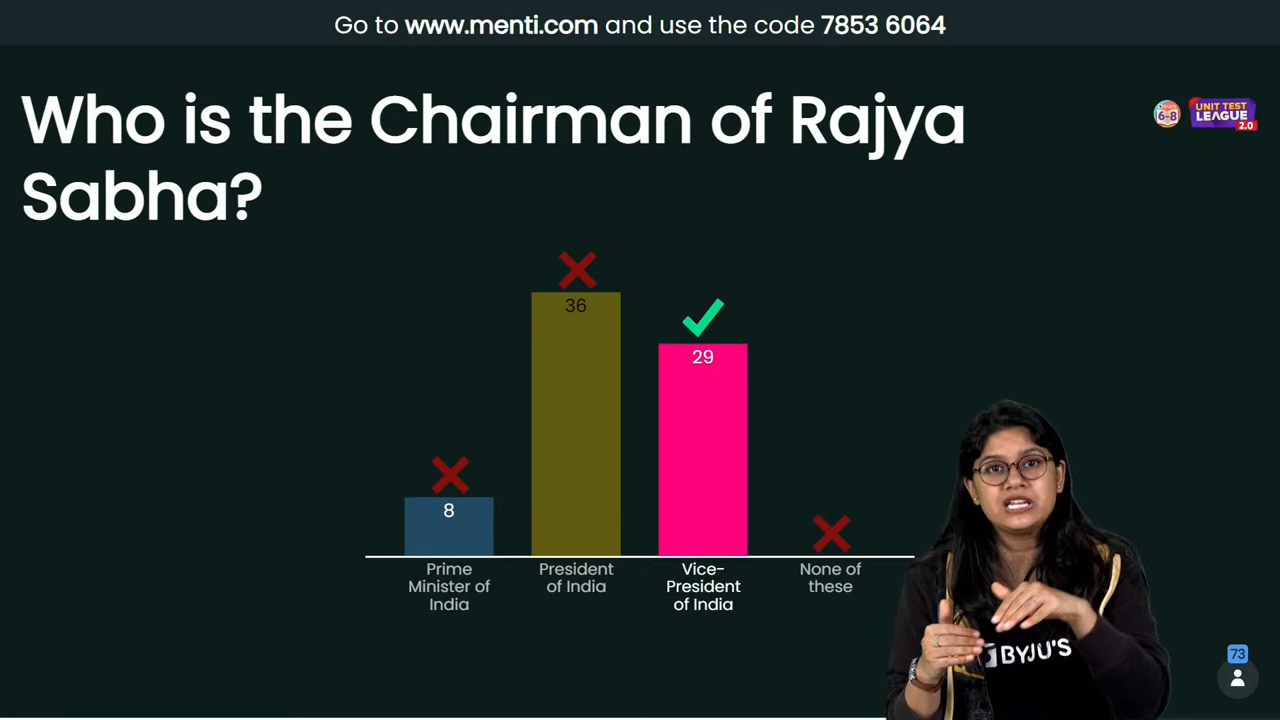 Go to www.menti.com and use the code 7853 6064
Who is the Chairman of Rajya
Sabha?
6-8
UNIT TEST
LEAGUE
2.0
36
29
8
Prime
Minister of
India
President
of India
Vice-
President
of India
None of
these
BYJU'S
73